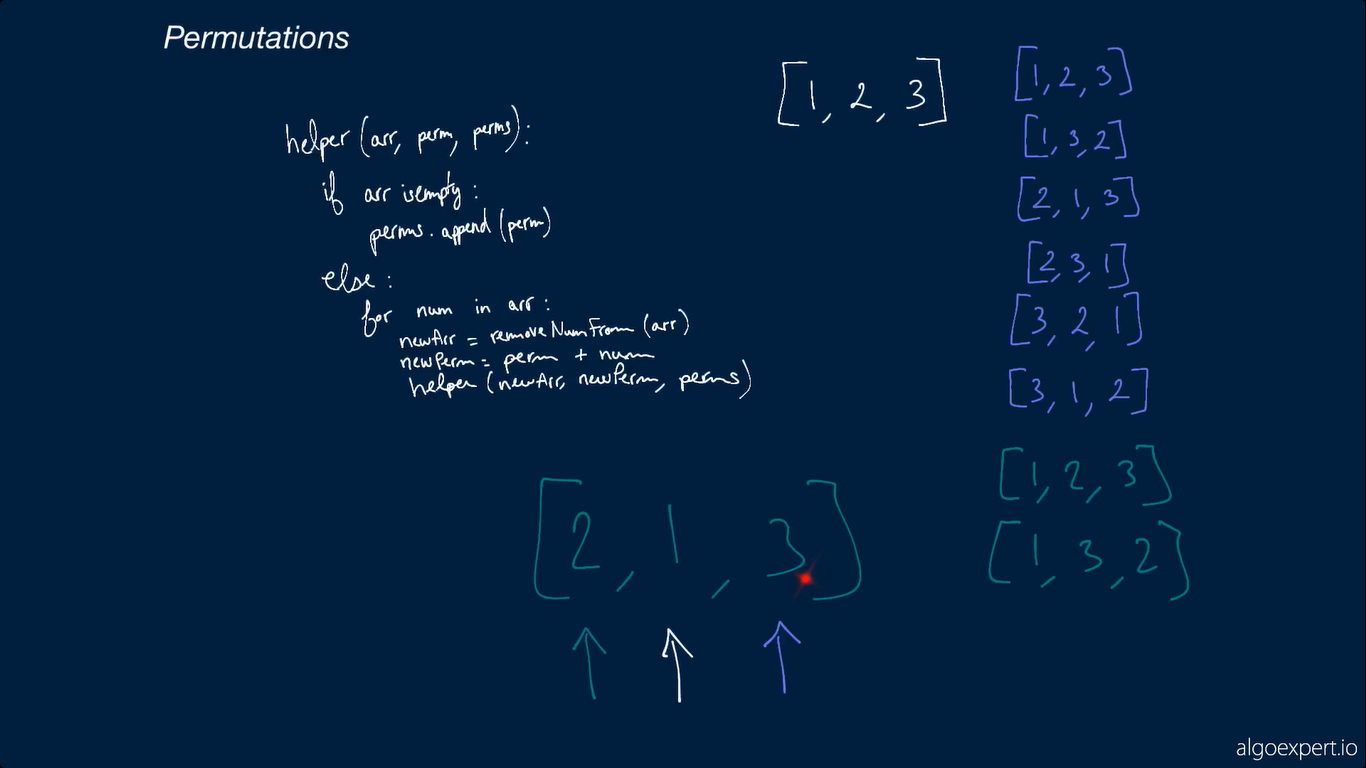 Permutations
helper (arr, perm, perms):
if arr isempty:
perms.append(perm)
else:
for num in arr:
newArr = removeNumFrom (arr)
newPerm = perm + num
helper (newArr, newPerm, perms)
[1, 2, 3]
[1, 2, 3]
[1, 3, 2]
[2, 1, 3]
[2, 3, 1]
[3, 2, 1]
[3, 1, 2]
[1, 2, 3]
[1, 3, 2]
[2, 1, 3]
algoexpert.io